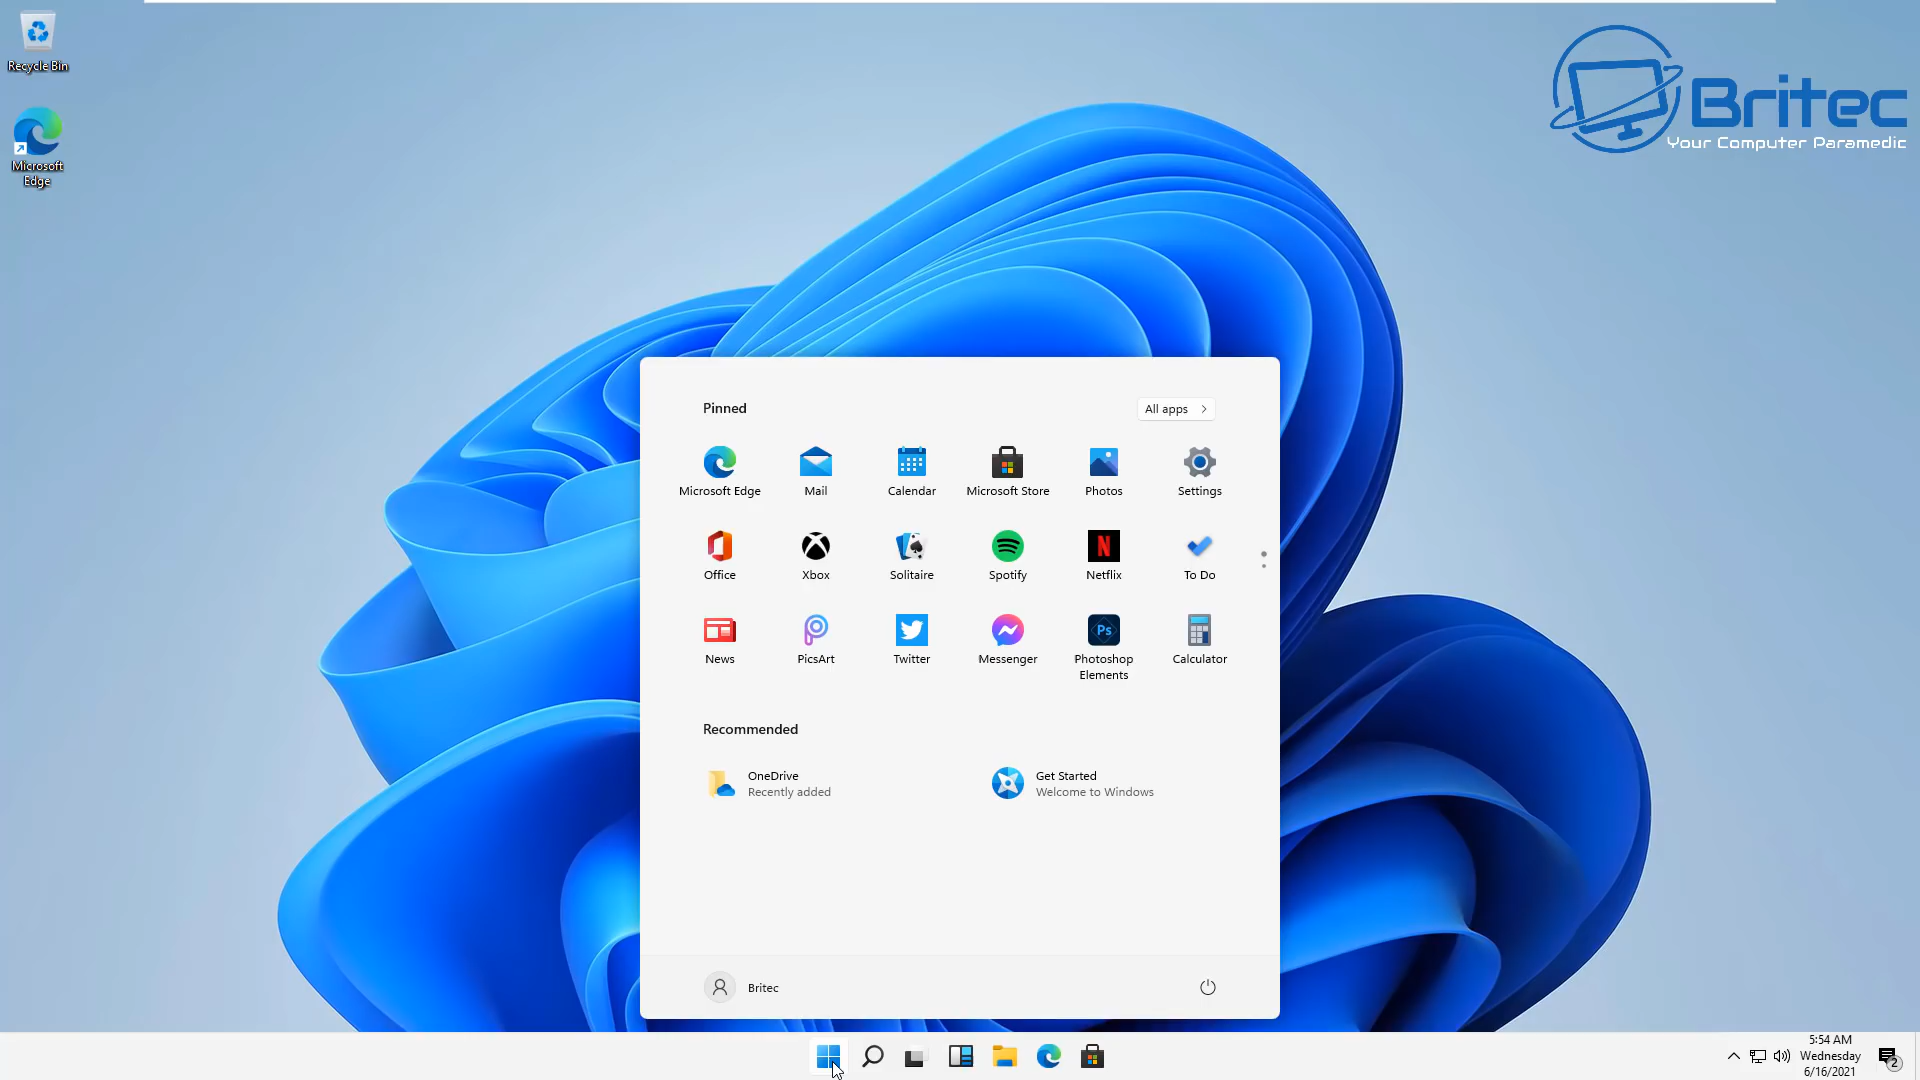 Recycle Bin
Microsoft
Edge
Britec
Your Computer Paramedic
Pinned
All apps
Microsoft Edge
Mail
Calendar
Microsoft Store
Photos
Settings
Office
Xbox
Solitaire
Spotify
Netflix
To Do
News
PicsArt
Twitter
Messenger
Photoshop
Elements
Calculator
N
Ps
Recommended
OneDrive
Recently added
Get Started
Welcome to Windows
Britec
5:54 AM
Wednesday
6/16/2021
2